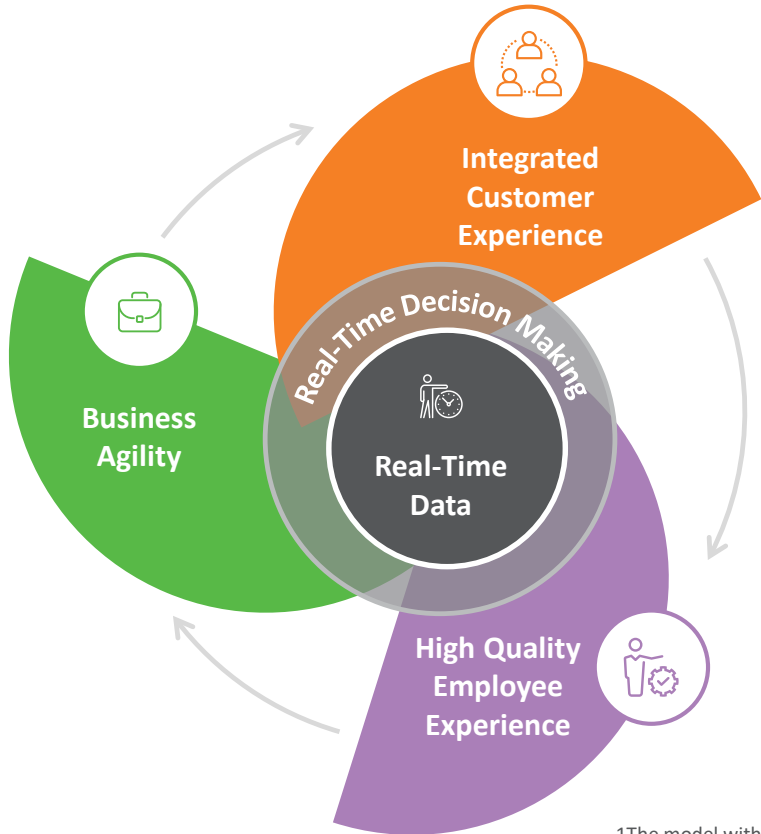 Integrated
Customer
Experience
Real-Time Decision Making
Business
Agility
Real-Time
Data
High Quality
Employee
Experience
1The model with